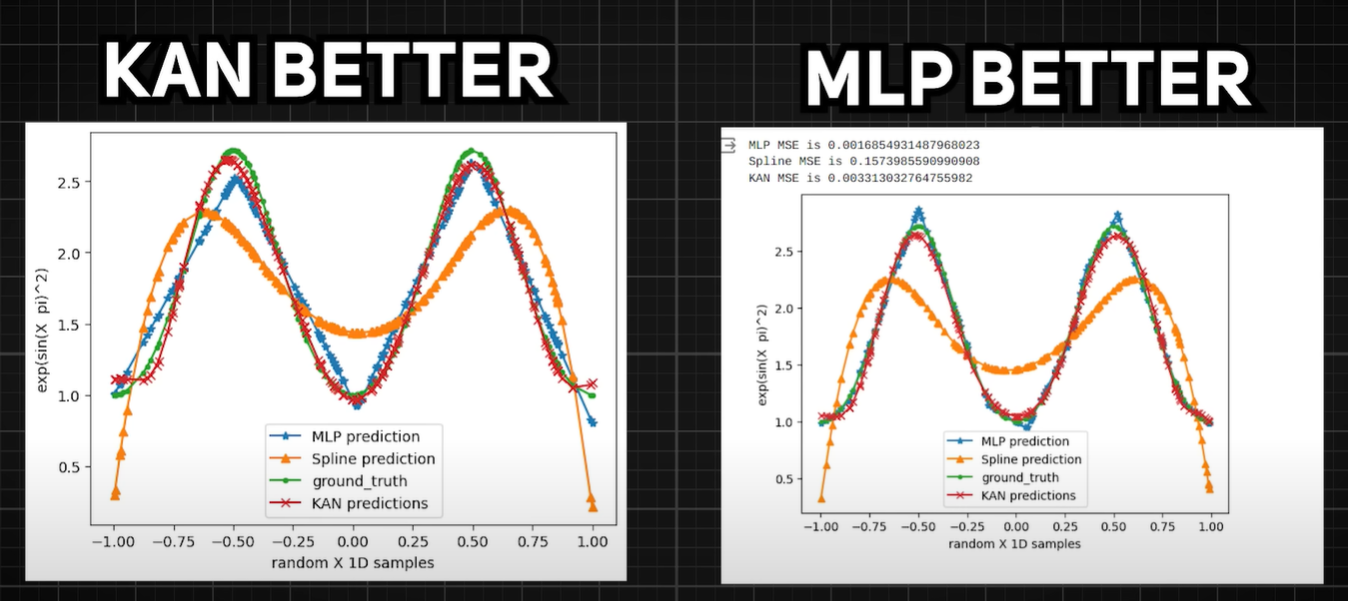 KAN BETTER
MLP BETTER
2.5
2.0
1.5
1.0
0.5
exp(sin(X pi)^2)
MLP prediction
Spline prediction
ground_truth
KAN predictions
−1.00 −0.75 −0.50 −0.25 0.00 0.25 0.50 0.75 1.00
random X 1D samples
MLP MSE is 0.0016854931487968023
Spline MSE is 0.1573985590990908
KAN MSE is 0.003313032764755982
2.5
2.0
1.5
1.0
0.5
exp(sin(X pi)^2)
MLP prediction
Spline prediction
ground_truth
KAN predictions
−1.00 −0.75 −0.50 −0.25 0.00 0.25 0.50 0.75 1.00
random X 1D samples